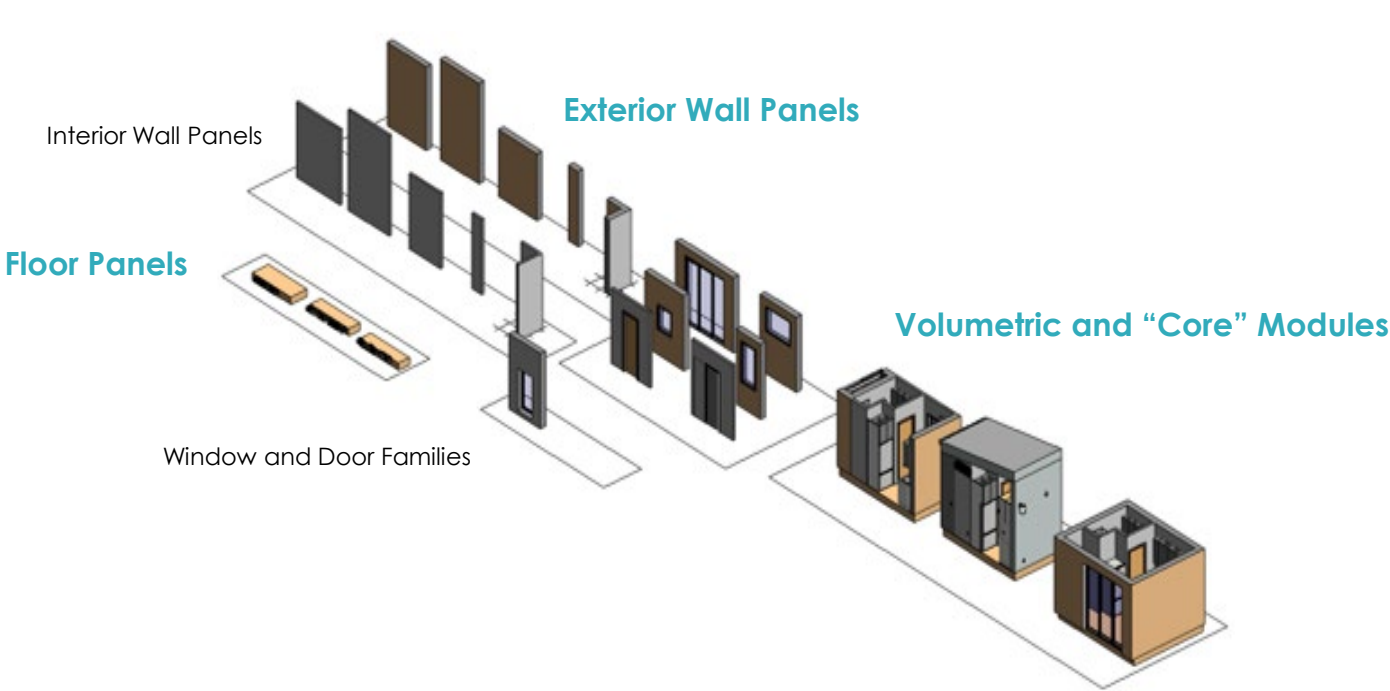 Exterior Wall Panels
Interior Wall Panels
Floor Panels
Volumetric and “Core” Modules
Window and Door Families